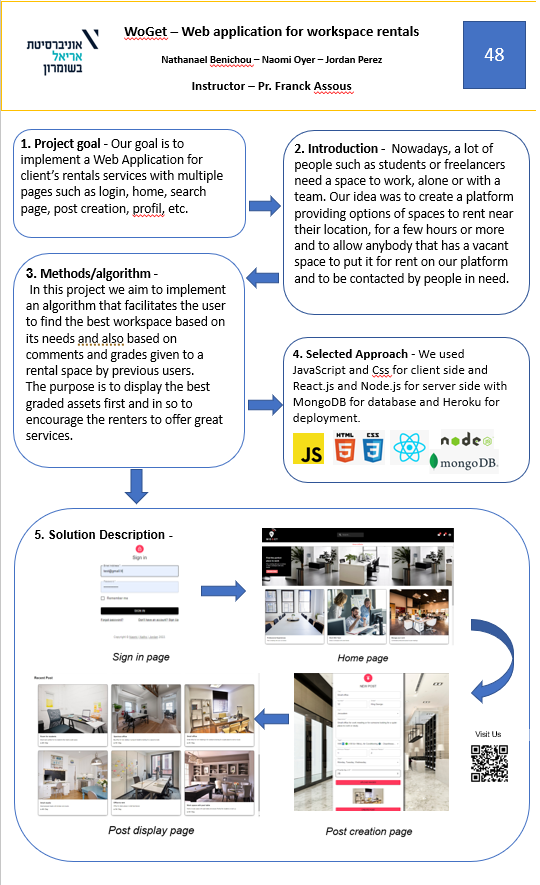 אוניברסיטת
אריאל
בשומרון
WoGet – Web application for workspace rentals
Nathanael Benichou – Naomi Oyer – Jordan Perez
Instructor – Pr. Franck Assous
48
1. Project goal - Our goal is to
implement a Web Application for
client's rentals services with multiple
pages such as login, home, search
page, post creation, profil, etc.
2. Introduction - Nowadays, a lot of
people such as students or freelancers
need a space to work, alone or with a
team. Our idea was to create a platform
providing options of spaces to rent near
their location, for a few hours or more
and to allow anybody that has a vacant
space to put it for rent on our platform
and to be contacted by people in need.
3. Methods/algorithm -
In this project we aim to implement
an algorithm that facilitates the user
to find the best workspace based on
its needs and also based on
comments and grades given to a
rental space by previous users.
The purpose is to display the best
graded assets first and in so to
encourage the renters to offer great
services.
4. Selected Approach - We used
JavaScript and Css for client side and
React.js and Node.js for server side with
MongoDB for database and Heroku for
deployment.
JS
HTML
5
CSS
3
node
JS
mongoDB
5. Solution Description -
Sign in
Remember me
SIGN IN
Forgot password?
Don't have an account? Sign Up
Sign in page
Home page
Recent Post
NEW POST
Visit Us
Post display page
Post creation page